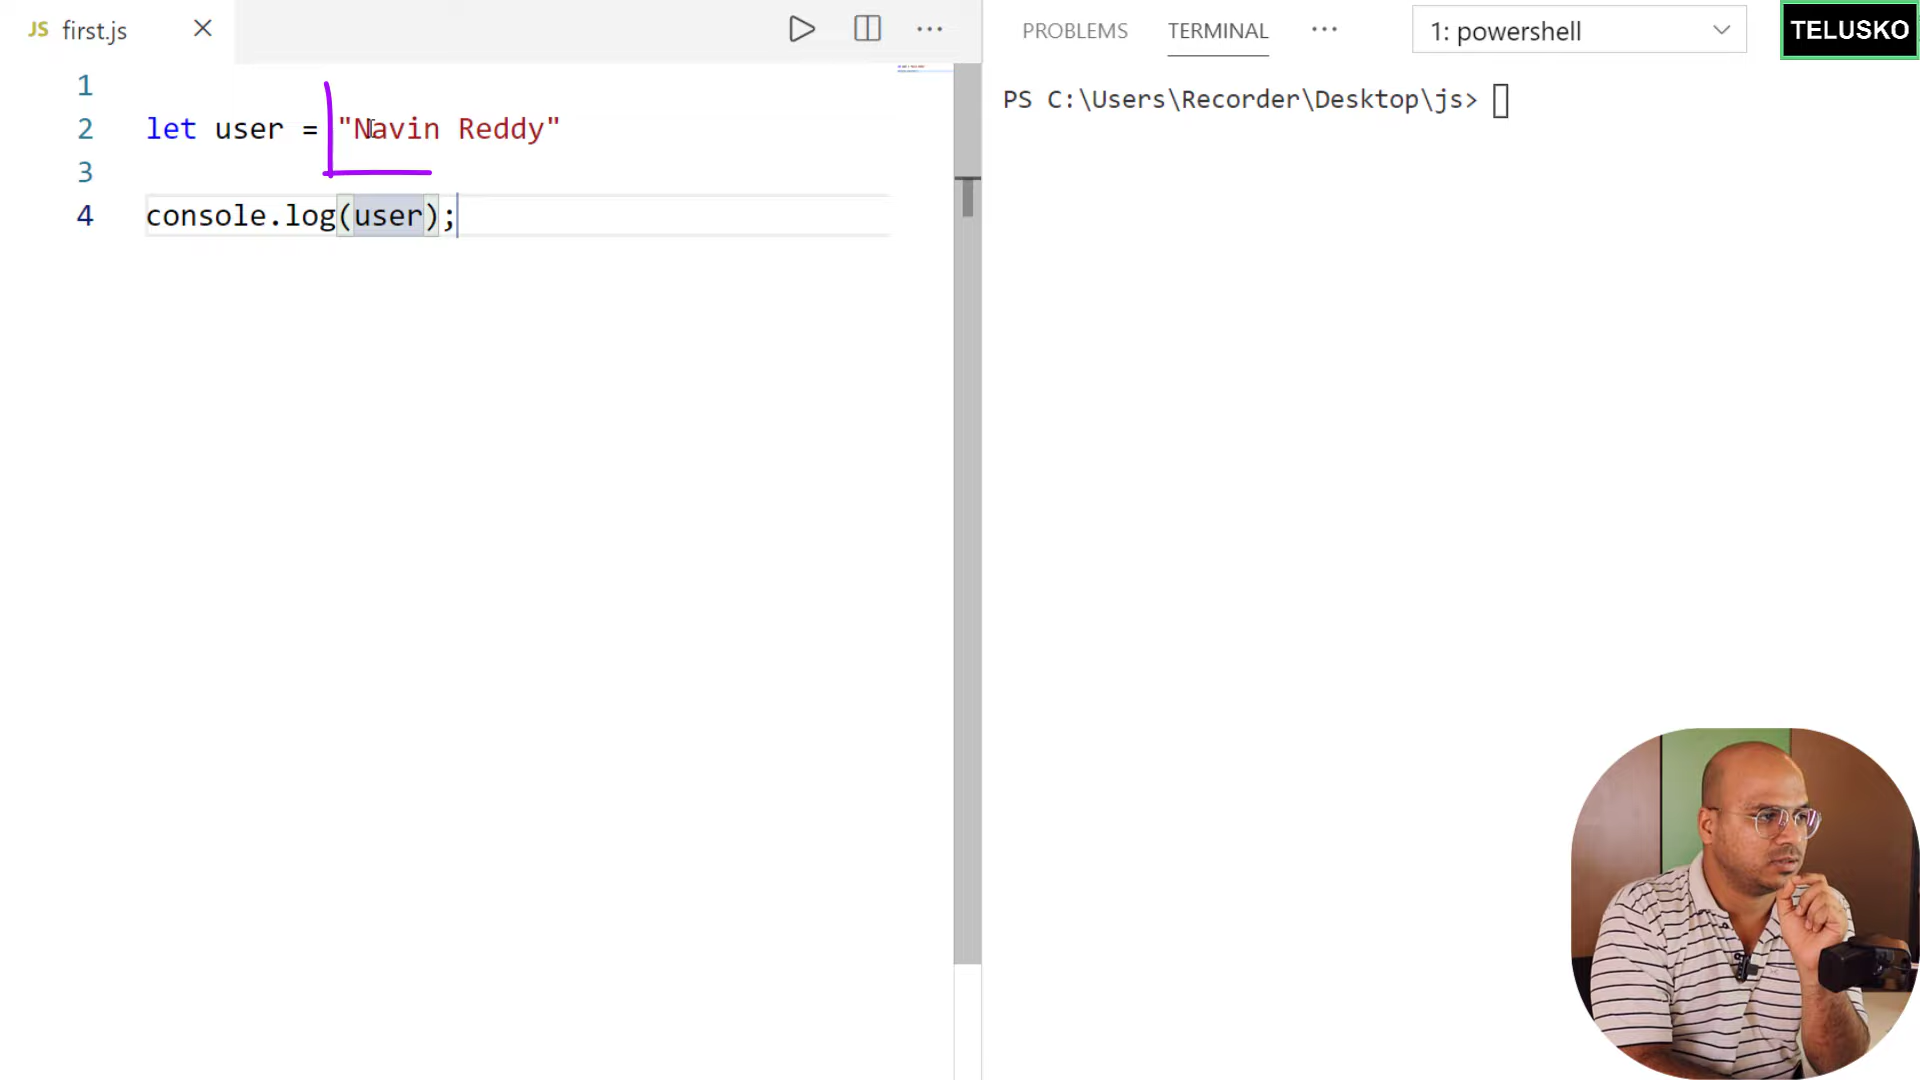 JS first.js
PROBLEMS TERMINAL
1: powershell
TELUSKO
1
2 let user = "Navin Reddy"
3
4 console.log(user);
PS C:\Users\Recorder\Desktop\js>